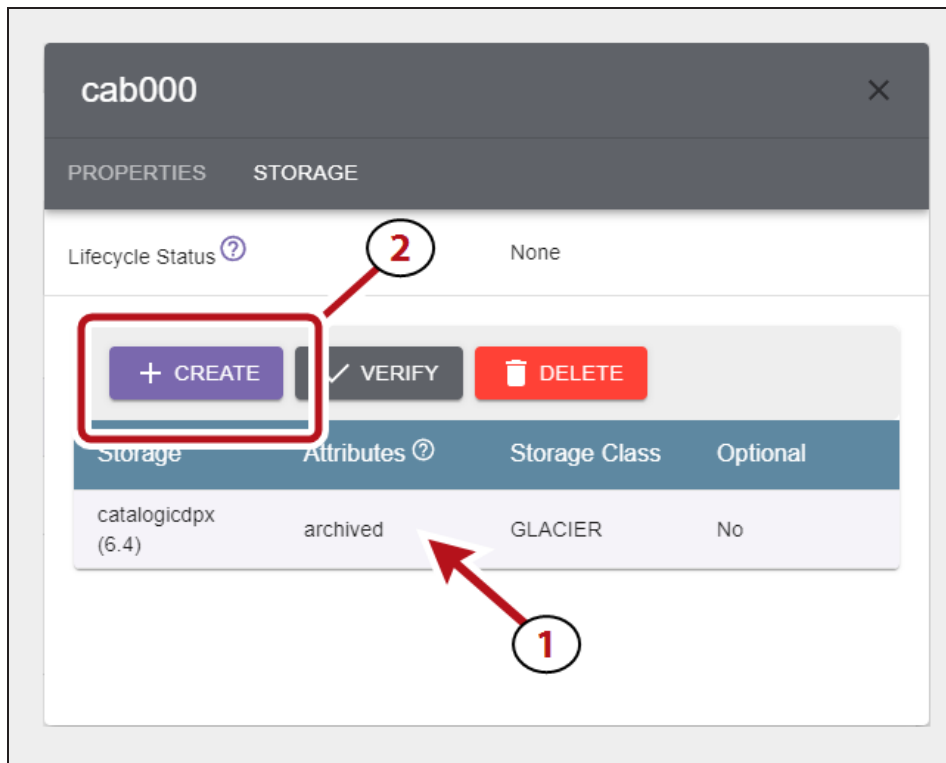 cab000
PROPERTIES STORAGE
Lifecycle Status ? 2 None
+ CREATE VERIFY DELETE
Storage Attributes ? Storage Class Optional
catalogicdpx
(6.4) archived GLACIER No
1